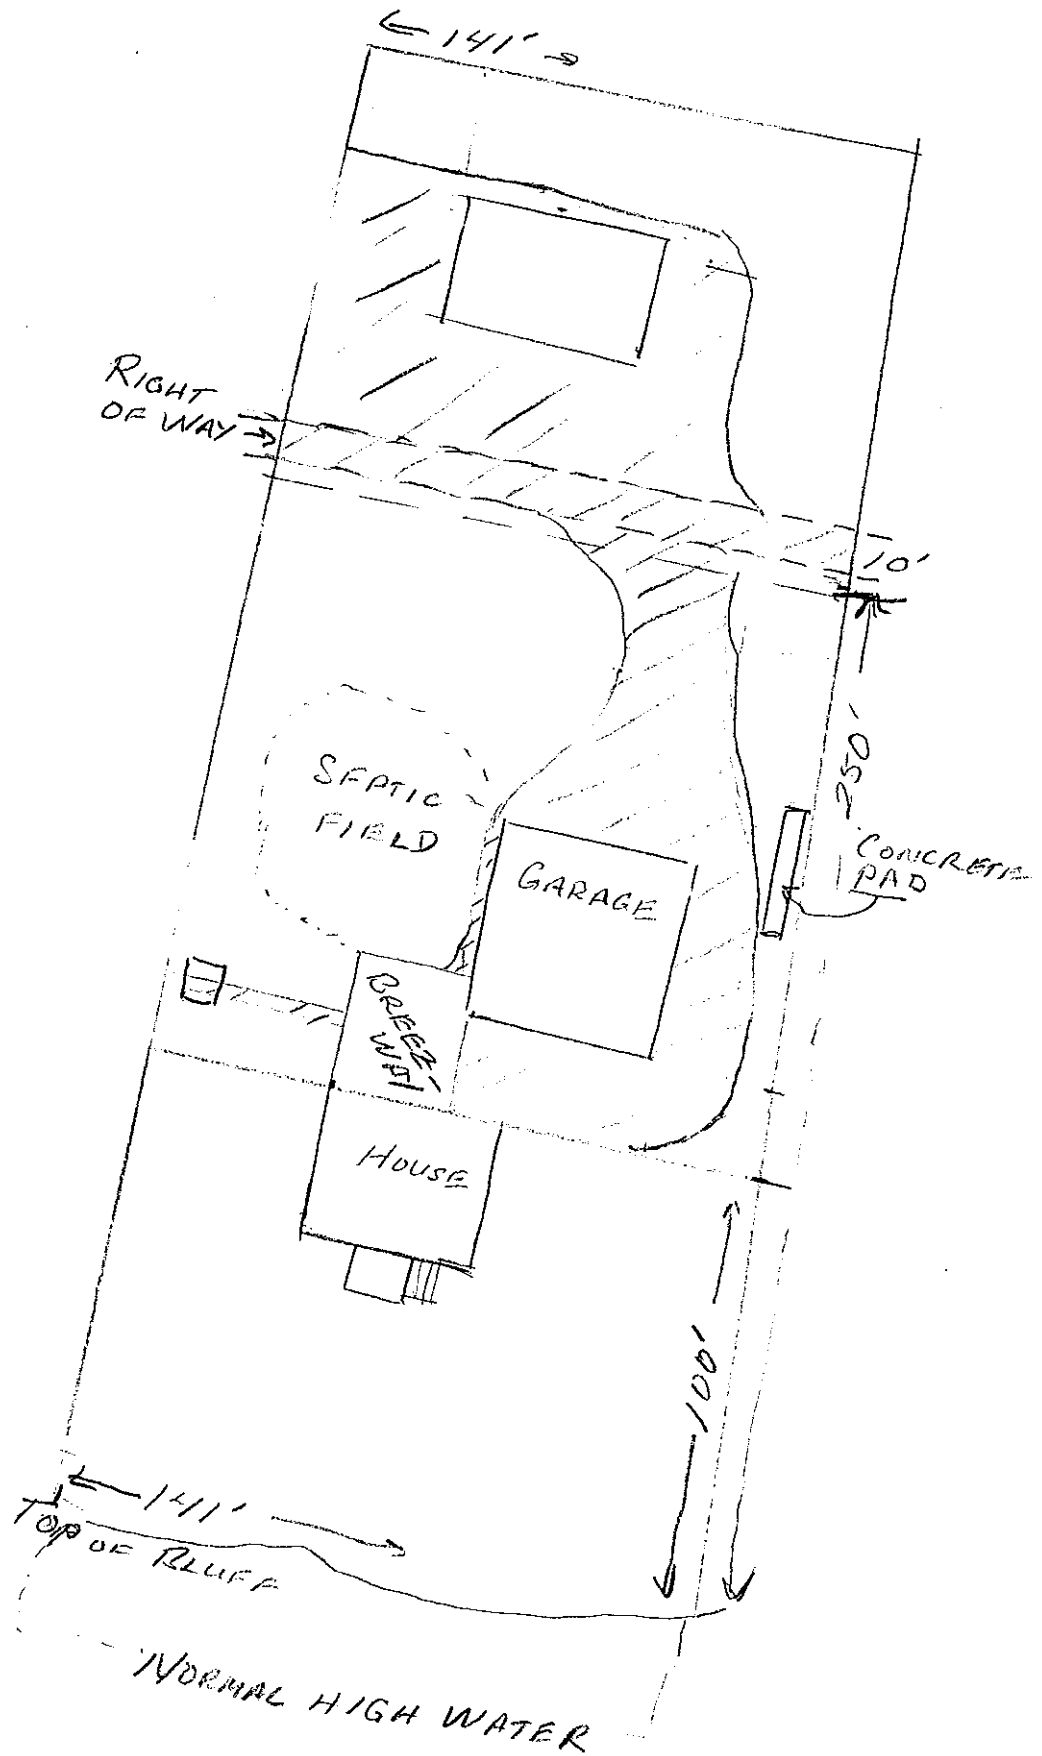 141'
RIGHT
OF WAY
10'
250'
SEPTIC
FIELD
GARAGE
CONCRETE
PAD
BREEZ-
WAY
HOUSE
100'
141'
TOP OF BLUFF
NORMAL HIGH WATER